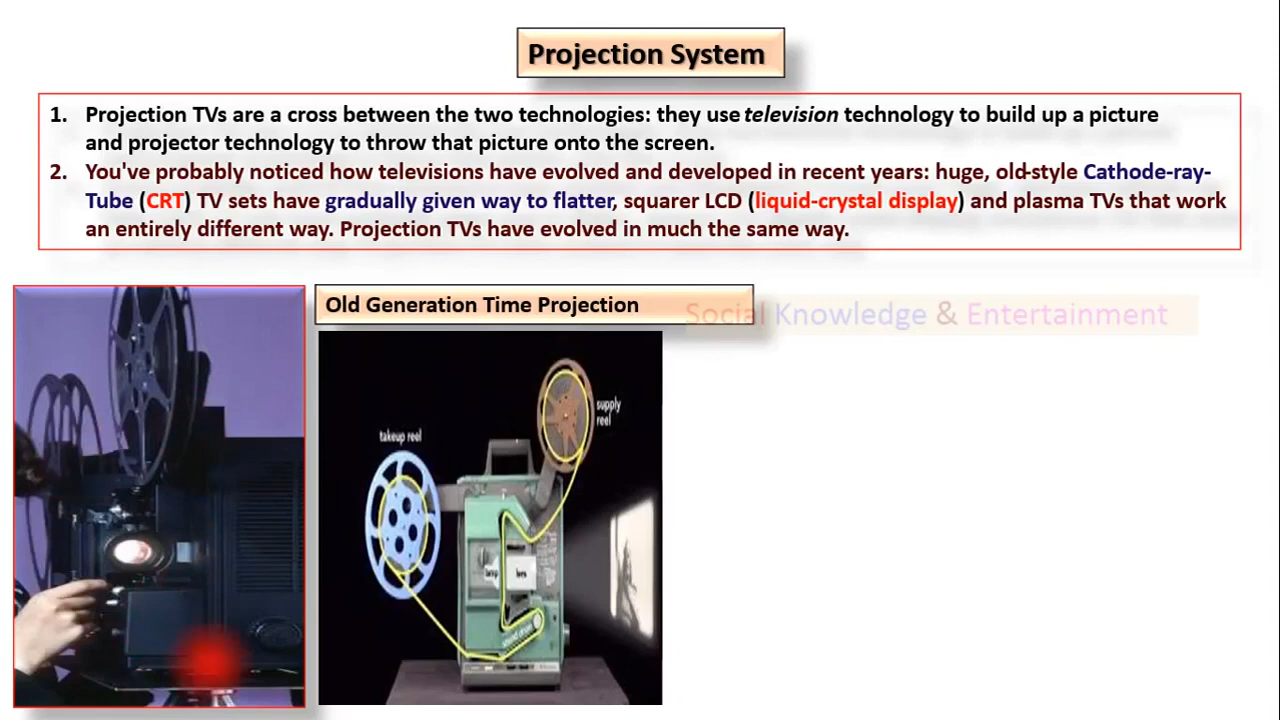 Projection System
1. Projection TVs are a cross between the two technologies: they use television technology to build up a picture
and projector technology to throw that picture onto the screen.
2. You've probably noticed how televisions have evolved and developed in recent years: huge, old-style Cathode-ray-
Tube (CRT) TV sets have gradually given way to flatter, squarer LCD (liquid-crystal display) and plasma TVs that work
an entirely different way. Projection TVs have evolved in much the same way.
Old Generation Time Projection
Social Knowledge & Entertainment
supply
reel
takeup reel
lamp
lens
sound drum